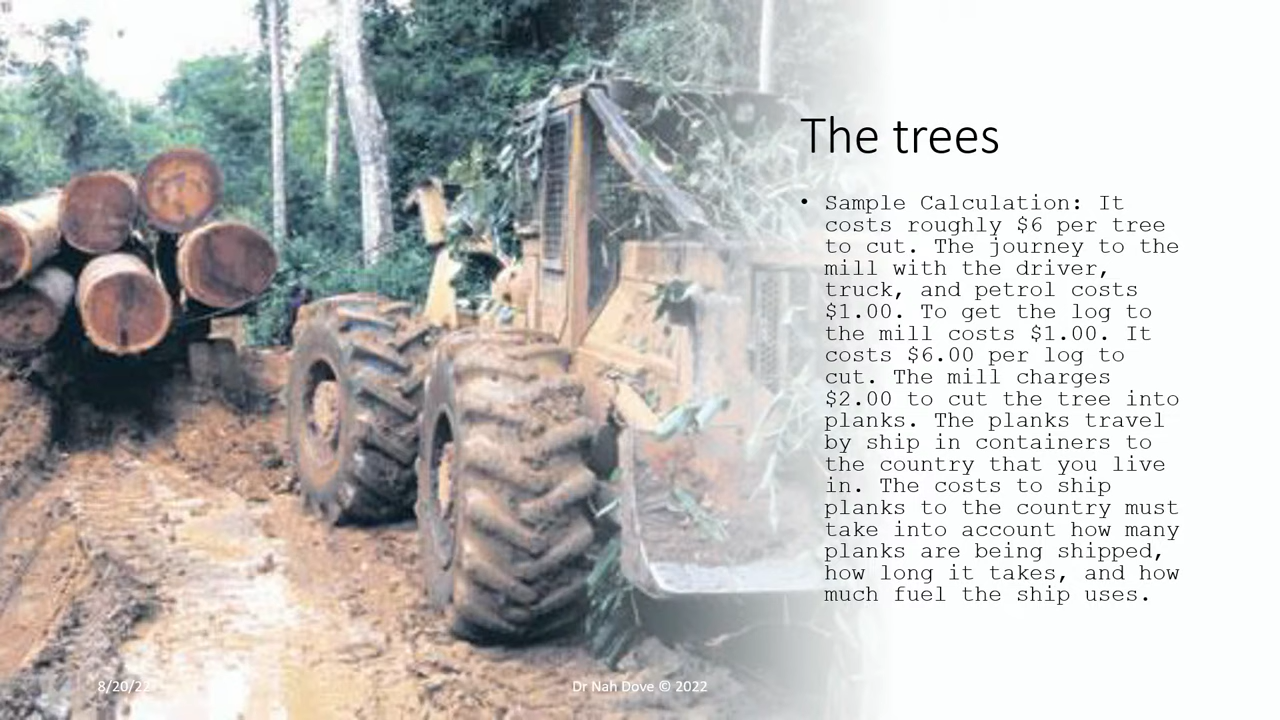 The trees
• Sample Calculation: It
costs roughly $6 per tree
to cut. The journey to the
mill with the driver,
truck, and petrol costs
$1.00. To get the log to
the mill costs $1.00. It
costs $6.00 per log to
cut. The mill charges
$2.00 to cut the tree into
planks. The planks travel
by ship in containers to
the country that you live
in. The costs to ship
planks to the country must
take into account how many
planks are being shipped,
how long it takes, and how
much fuel the ship uses.
8/20/22
Dr Nah Dove © 2022